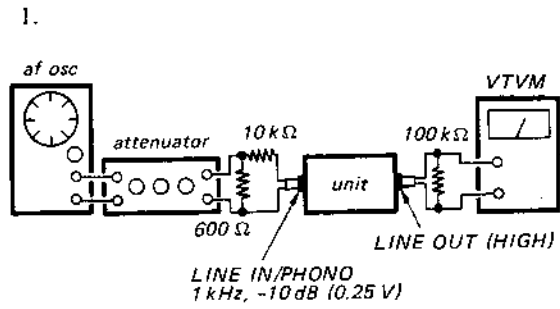 1.
af osc
VTVM
attenuator
10 kΩ
100 kΩ
unit
600 Ω
LINE OUT (HIGH)
LINE IN/PHONO
1 kHz, -10 dB (0.25 V)